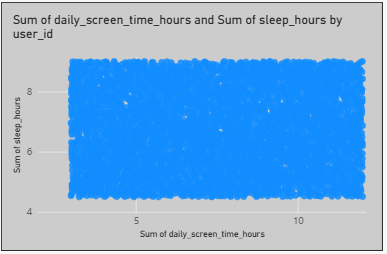 Sum of daily_screen_time_hours and Sum of sleep_hours by
user_id
Sum of sleep_hours
8
6
4
5
10
Sum of daily_screen_time_hours